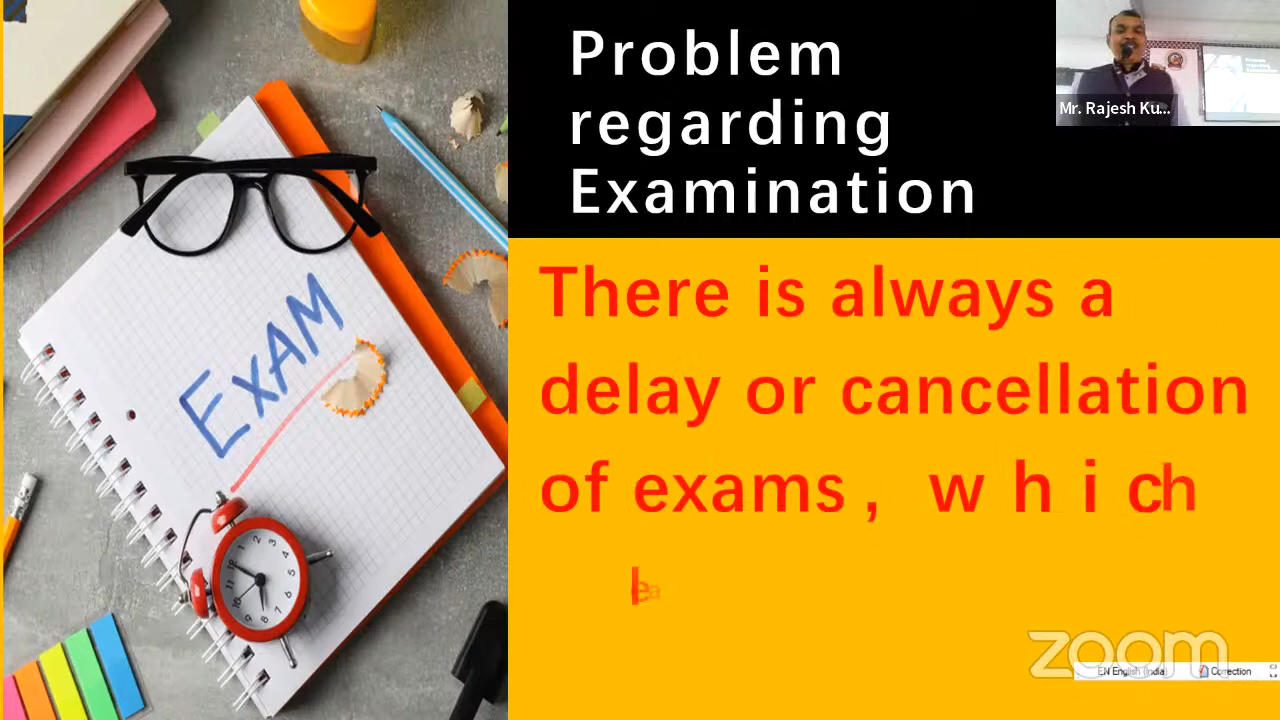 Problem
regarding
Examination
Mr. Rajesh Ku...
There is always a
delay or cancellation
of exams, which
EXAM
zoom
EN English (India)
Correction